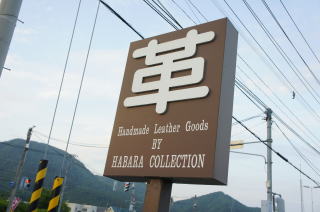 革
Handmade Leather Goods
BY
HABARA COLLECTION